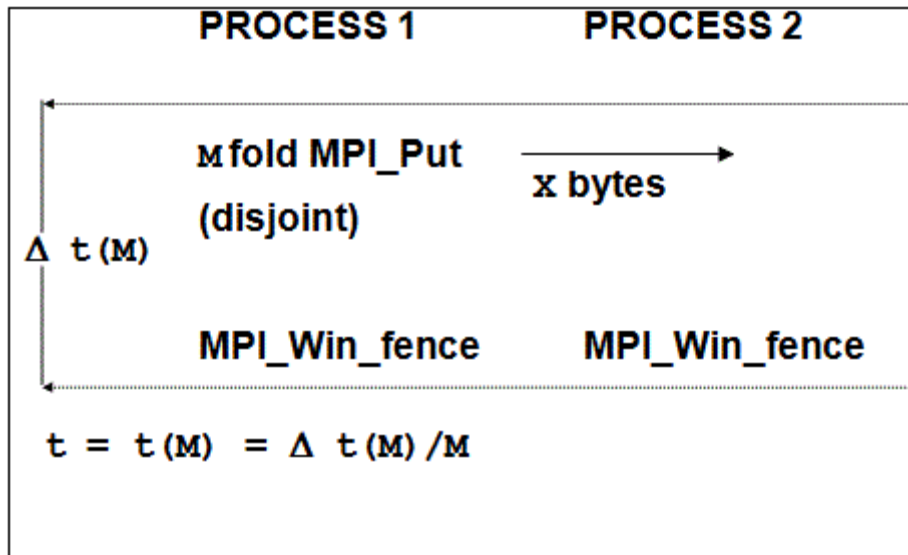 PROCESS 1 PROCESS 2
M fold MPI_Put
X bytes
(disjoint)
Δ t(M)
MPI_Win_fence MPI_Win_fence
t = t(M) = Δ t(M)/M